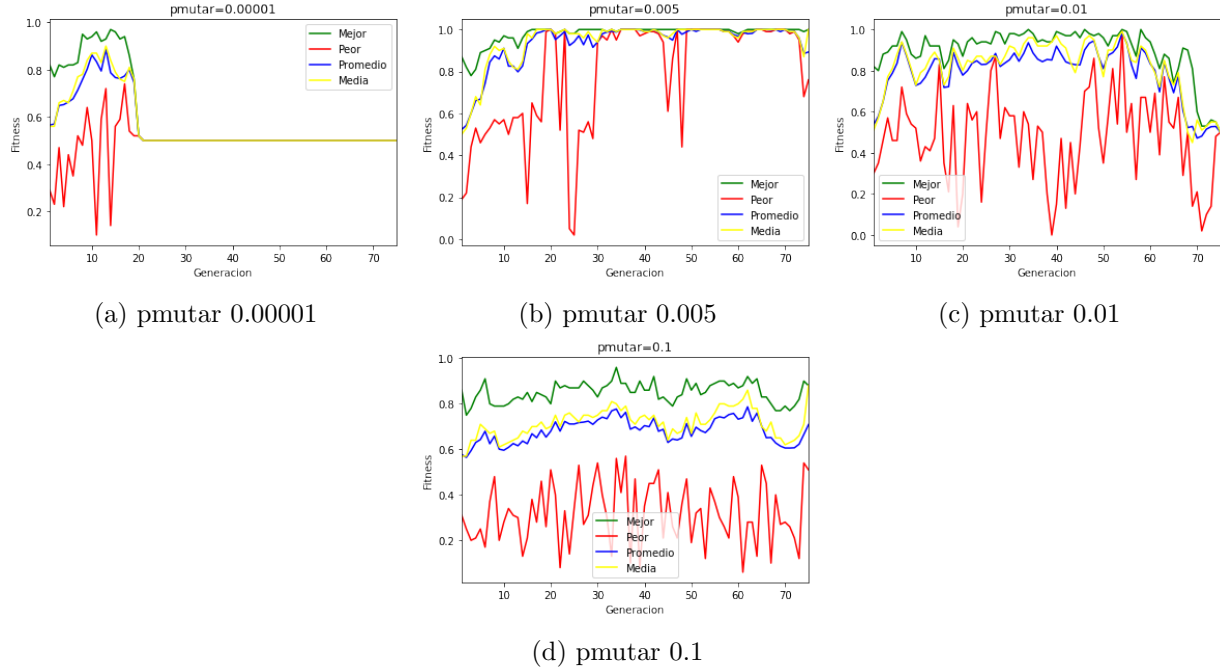 pmutar=0.00001
pmutar=0.005
pmutar=0.01
Fitness
1.0
0.8
0.6
0.4
0.2
Mejor
Peor
Promedio
Media
10 20 30 40 50 60 70
Generacion
Fitness
1.0
0.8
0.6
0.4
0.2
0.0
Mejor
Peor
Promedio
Media
10 20 30 40 50 60 70
Generacion
Fitness
1.0
0.8
0.6
0.4
0.2
0.0
Mejor
Peor
Promedio
Media
10 20 30 40 50 60 70
Generacion
(a) pmutar 0.00001
(b) pmutar 0.005
(c) pmutar 0.01
pmutar=0.1
Fitness
1.0
0.8
0.6
0.4
0.2
Mejor
Peor
Promedio
Media
10 20 30 40 50 60 70
Generacion
(d) pmutar 0.1